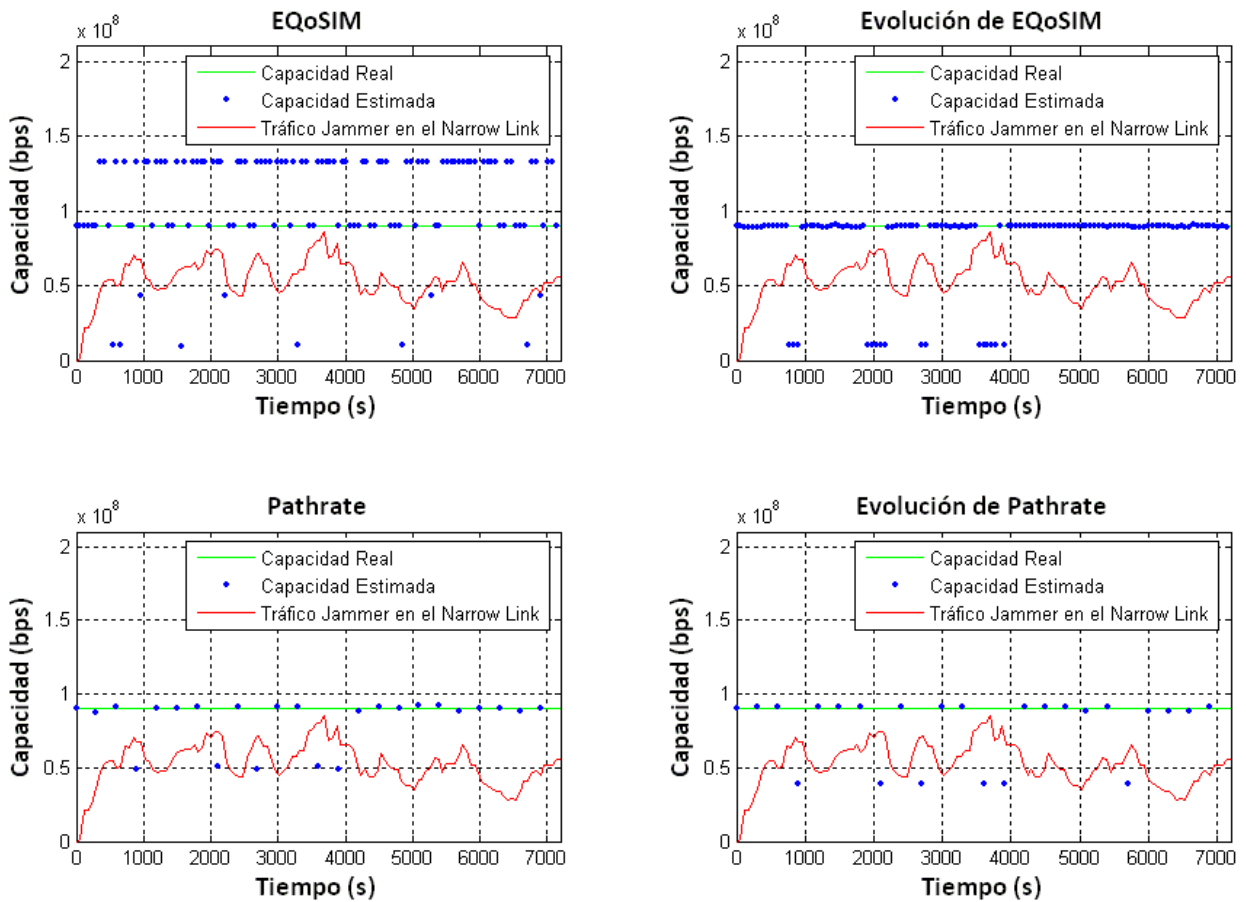 EQoSIM
x 10^8
2
1.5
1
0.5
0
Capacidad (bps)
Capacidad Real
Capacidad Estimada
Tráfico Jammer en el Narrow Link
0 1000 2000 3000 4000 5000 6000 7000
Tiempo (s)
Evolución de EQoSIM
x 10^8
2
1.5
1
0.5
0
Capacidad (bps)
Capacidad Real
Capacidad Estimada
Tráfico Jammer en el Narrow Link
0 1000 2000 3000 4000 5000 6000 7000
Tiempo (s)
Pathrate
x 10^8
2
1.5
1
0.5
0
Capacidad (bps)
Capacidad Real
Capacidad Estimada
Tráfico Jammer en el Narrow Link
0 1000 2000 3000 4000 5000 6000 7000
Tiempo (s)
Evolución de Pathrate
x 10^8
2
1.5
1
0.5
0
Capacidad (bps)
Capacidad Real
Capacidad Estimada
Tráfico Jammer en el Narrow Link
0 1000 2000 3000 4000 5000 6000 7000
Tiempo (s)